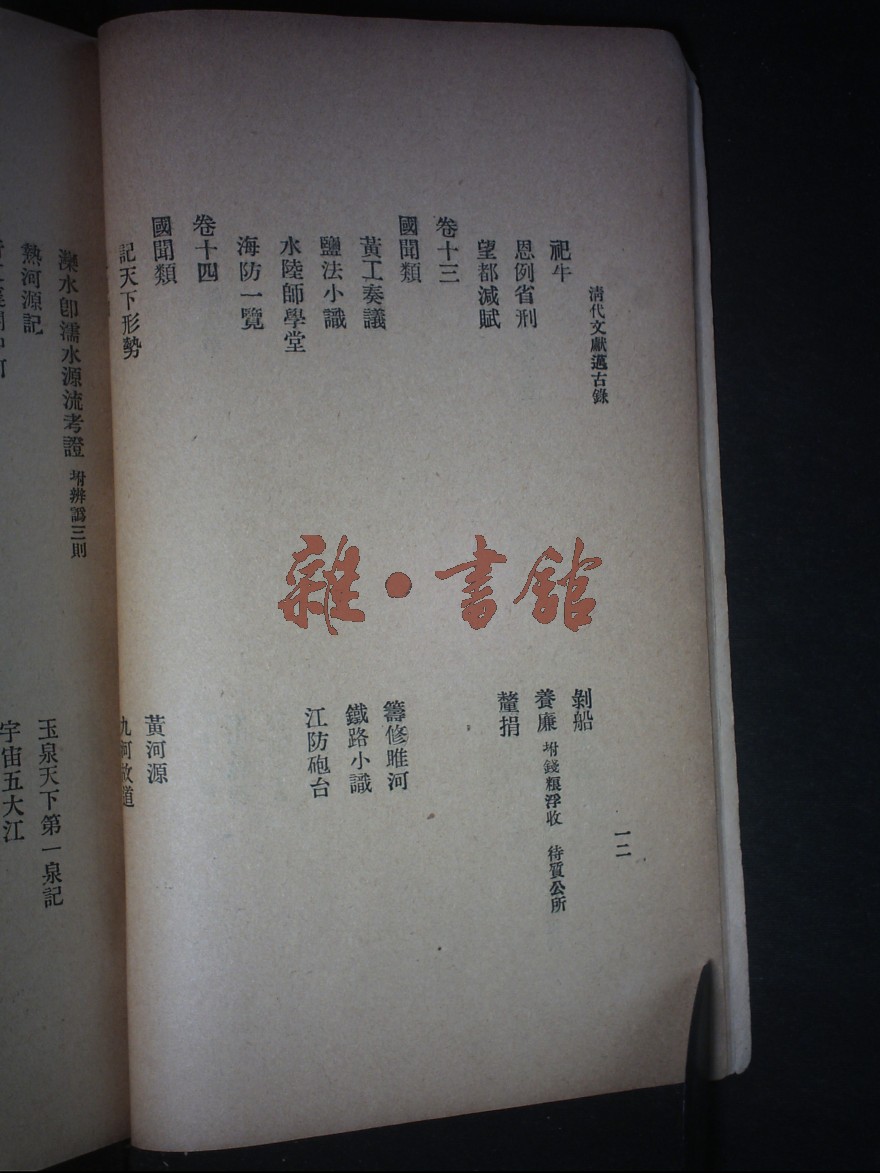 清代文獻邁古錄
一二
祀牛
剝船
恩例省刑
養廉 坿錢糧浮收 待質公所
望都減賦
釐捐
卷十三
國聞類
黃工奏議
籌修睢河
鹽法小識
鐵路小識
水陸師學堂
江防砲台
海防一覽
卷十四
國聞類
記天下形勢
黃河源
九河故道
灤水卽濡水源流考證 坿辨譌三則
玉泉天下第一泉記
熱河源記
宇宙五大江
雜·書館